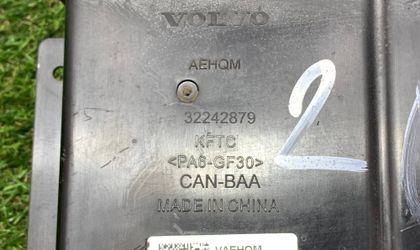 VOLVO
AEHQM
2
32242879
KFTC
<PA6-GF30>
CAN-BAA
MADE IN CHINA
VAEHQM